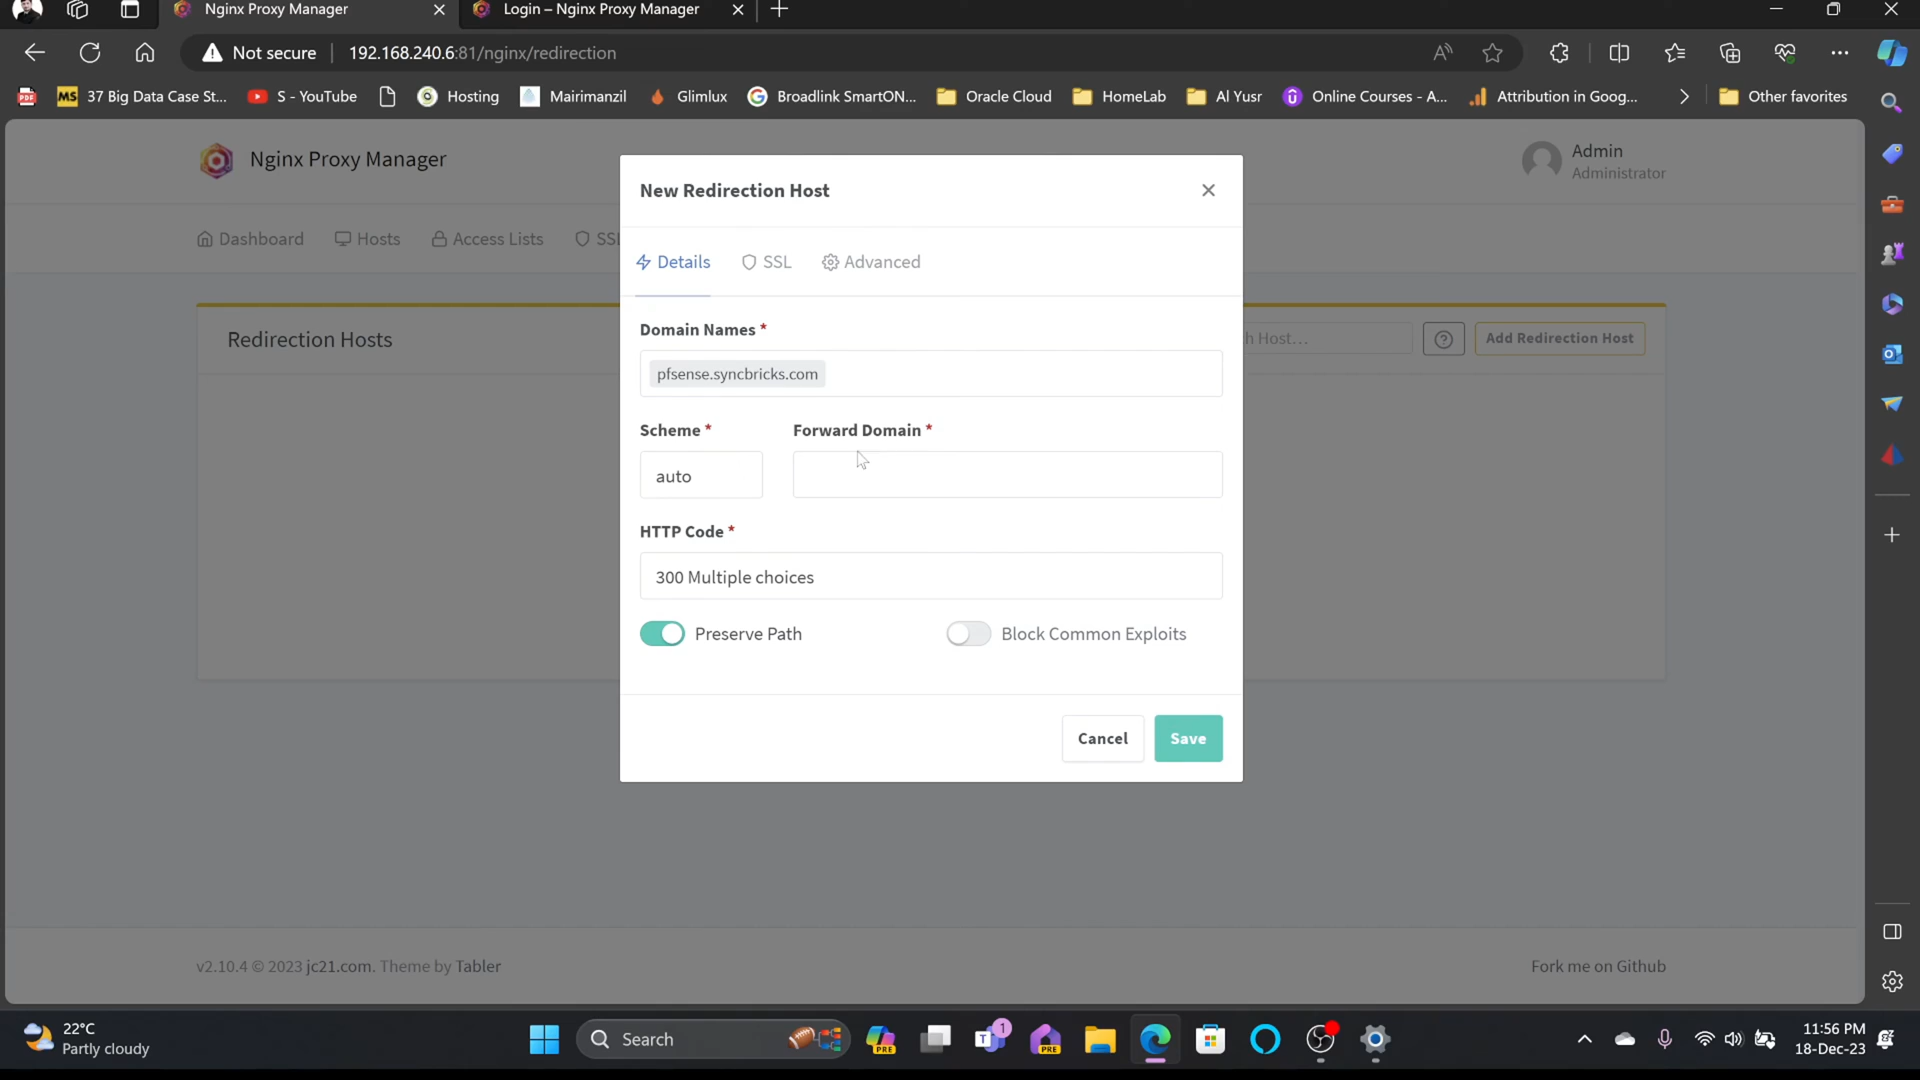 Nginx Proxy Manager
Login – Nginx Proxy Manager
Not secure
192.168.240.6:81/nginx/redirection
37 Big Data Case St...
S - YouTube
Hosting
Mairimanzil
Glimlux
Broadlink SmartON...
Oracle Cloud
HomeLab
Al Yusr
Online Courses - A...
Attribution in Goog...
Other favorites
Nginx Proxy Manager
Admin
Administrator
Dashboard
Hosts
Access Lists
SSL
Redirection Hosts
h Host...
Add Redirection Host
New Redirection Host
Details
SSL
Advanced
Domain Names *
pfsense.syncbricks.com
Scheme *
Forward Domain *
auto
HTTP Code *
300 Multiple choices
Preserve Path
Block Common Exploits
Cancel
Save
v2.10.4 © 2023 jc21.com. Theme by Tabler
Fork me on Github
22°C
Partly cloudy
Search
PRE
1
PRE
11:56 PM
18-Dec-23